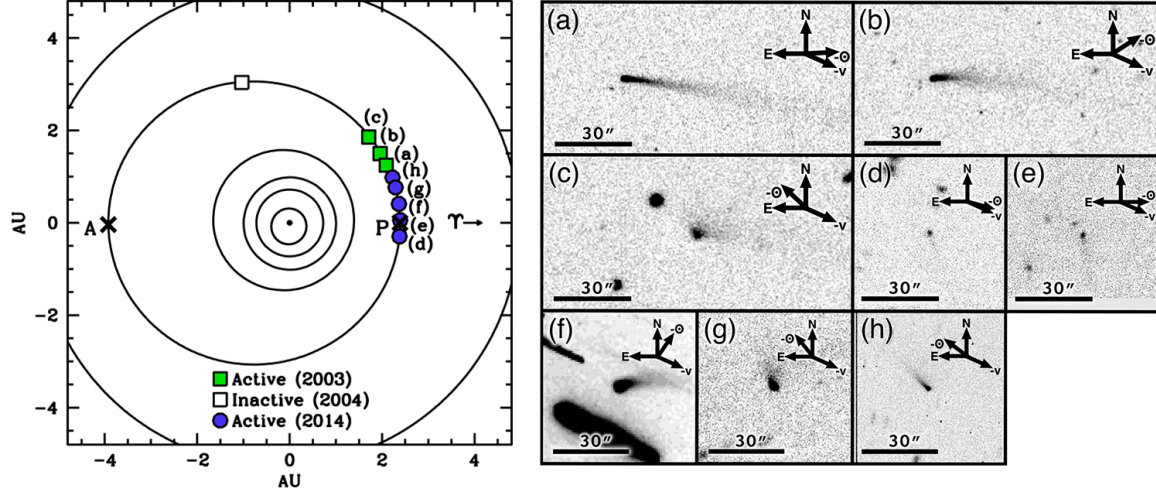 4
2
0
-2
-4
-4
-2
0
2
4
AU
AU
A
P
(c)
(b)
(a)
(h)
(g)
(f)
(e)
(d)
♈→
Active (2003)
Inactive (2004)
Active (2014)
(a)
N
E
-⊙
-v
30″
(b)
N
E
-⊙
-v
30″
(c)
N
E
-⊙
-v
30″
(d)
N
E
-⊙
-v
30″
(e)
N
E
-⊙
-v
30″
(f)
N
E
-⊙
-v
30″
(g)
N
E
-⊙
-v
30″
(h)
N
E
-⊙
-v
30″